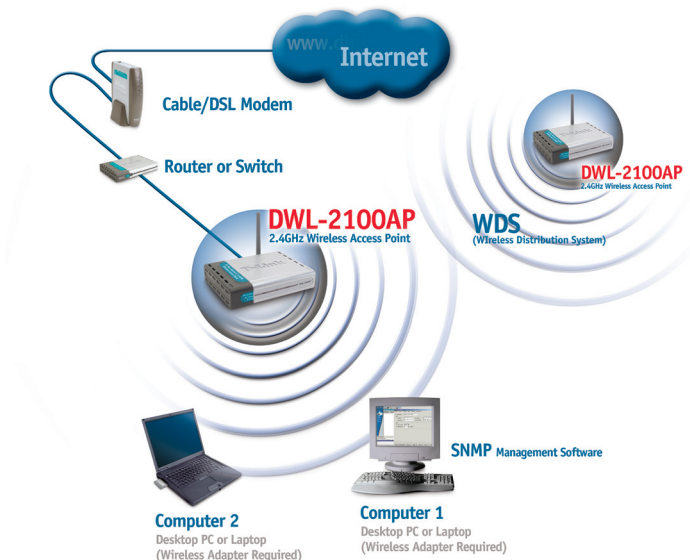 www.d
Internet
Cable/DSL Modem
Router or Switch
DWL-2100AP
2.4GHz Wireless Access Point
DWL-2100AP
2.4GHz Wireless Access Point
WDS
(WIreless Distribution System)
D-Link
SNMP Management Software
Computer 2
Desktop PC or Laptop
(Wireless Adapter Required)
Computer 1
Desktop PC or Laptop
(Wireless Adapter Required)